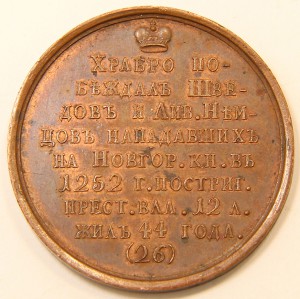 ХРАБРО ПО-
БѢЖДАЛЪ ШВЕ-
ДОВЪ И ЛИВ. НѢМ-
ЦОВЪ НАПАДАВШИХЪ
НА НОВГОР. КН. ВЪ
1252 Г. ПОСТРИГ.
ПРЕСТ. ВЛА. 12 Л.
ЖИЛЪ 44 ГОДА.
(26)